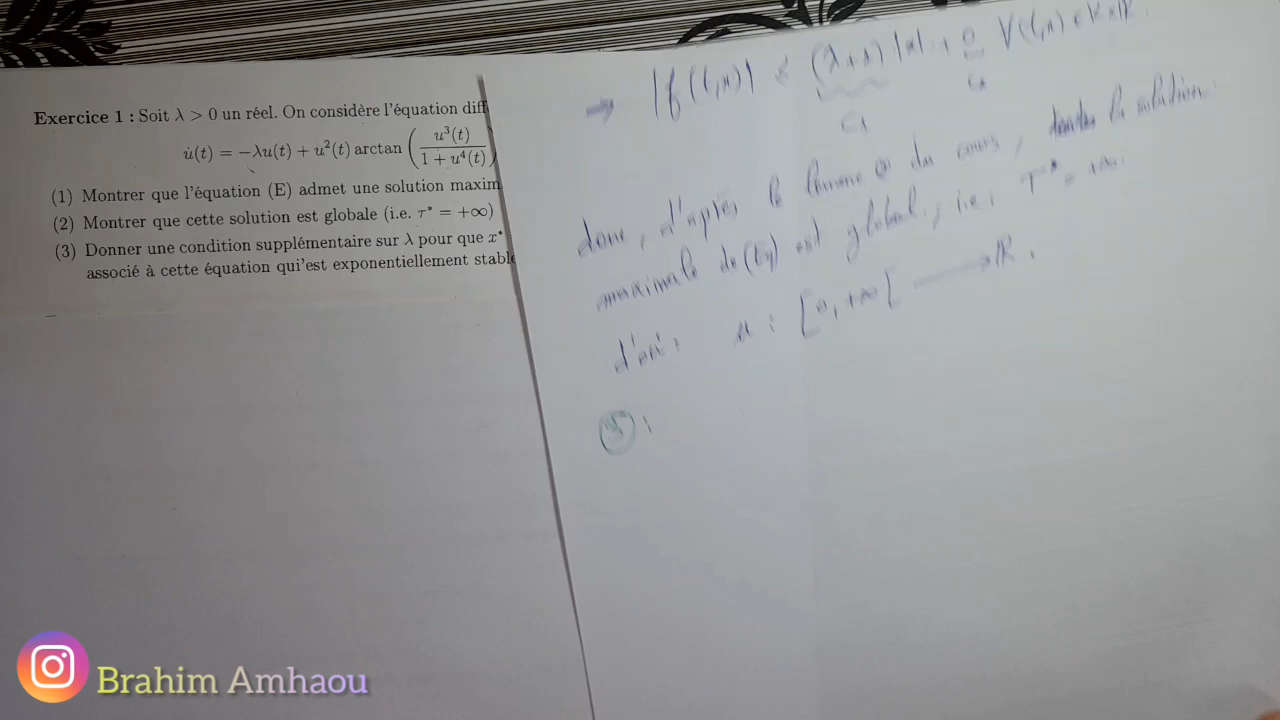 Exercice 1 : Soit λ > 0 un réel. On considère l'équation diff
u̇(t) = −λu(t) + u²(t) arctan ( u³(t) / 1 + u⁴(t) )
(1) Montrer que l'équation (E) admet une solution maxim
(2) Montrer que cette solution est globale (i.e. τ* = +∞)
(3) Donner une condition supplémentaire sur λ pour que x*
associé à cette équation qui'est exponentiellement stable
⇒ |f(t,x)| ≤ (λ+1)|x| + 0 ∀(t,x) ∈
C₁
donc, d'après le lemme du cours, la solution
maximale de (E) est global, i.e. T* = +∞.
d'où : u : [0, +∞[ → ℝ.
③ :
Brahim Amhaou